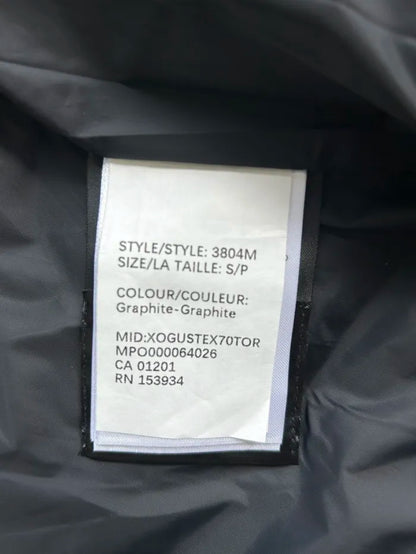 STYLE/STYLE: 3804M
SIZE/LA TAILLE: S/P
COLOUR/COULEUR:
Graphite-Graphite
MID:XOGUSTEX70TOR
MPO000064026
CA 01201
RN 153934